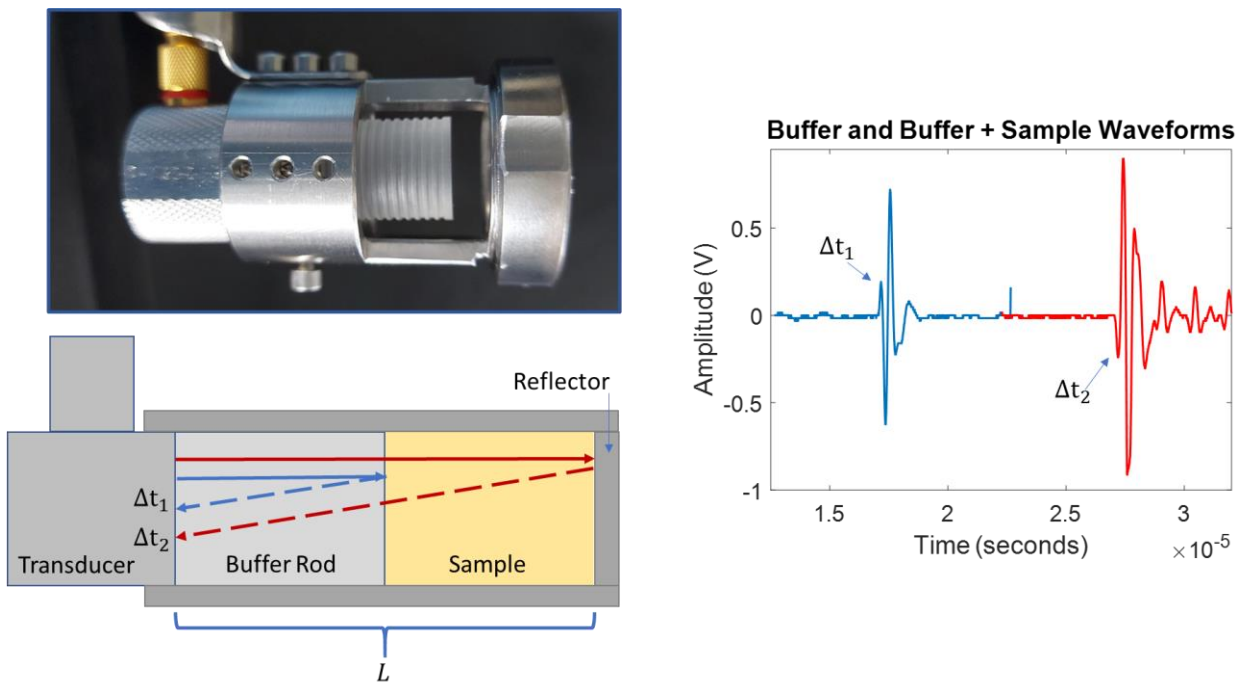 Reflector
Δt₁
Δt₂
Transducer
Buffer Rod
Sample
L
Buffer and Buffer + Sample Waveforms
Amplitude (V)
0.5
0
-0.5
-1
Δt₁
Δt₂
1.5
2
2.5
3
Time (seconds)
× 10⁻⁵